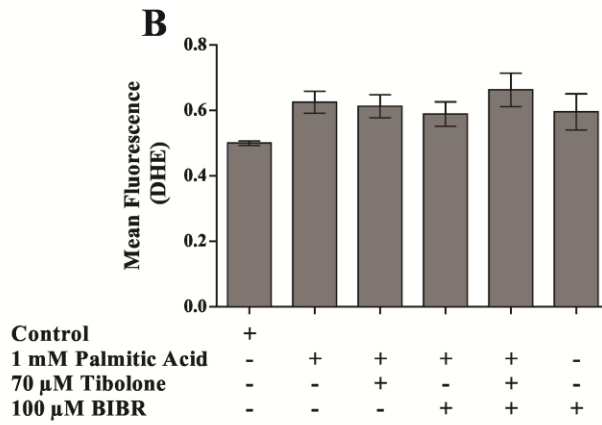 B
Mean Fluorescence
(DHE)
0.8
0.6
0.4
0.2
0.0
Control +
1 mM Palmitic Acid - + + + + -
70 µM Tibolone - - + - + -
100 µM BIBR - - - + + +